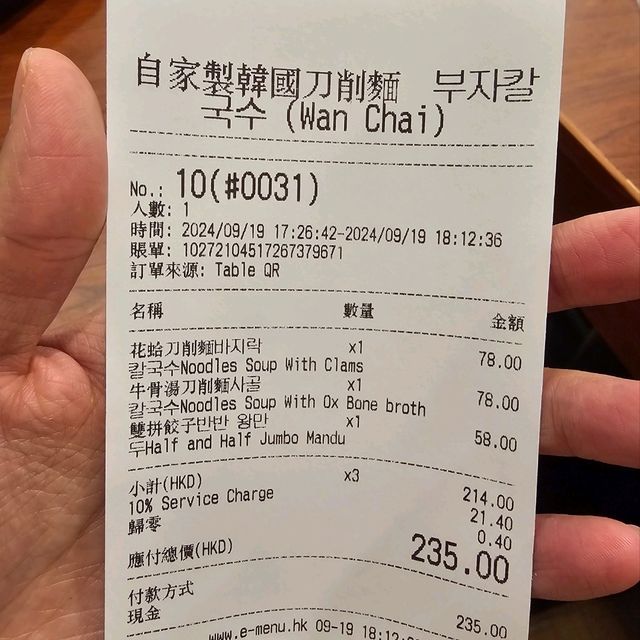 自家製韓國刀削麵 부자칼
국수 (Wan Chai)
No.: 10(#0031)
人數: 1
時間: 2024/09/19 17:26:42-2024/09/19 18:12:36
賬單: 10272104517267379671
訂單來源: Table QR
名稱 數量 金額
花蛤刀削麵바지락 x1 78.00
칼국수Noodles Soup With Clams
牛骨湯刀削麵사골 x1 78.00
칼국수Noodles Soup With Ox Bone broth
雙拼餃子반반 왕만 x1 58.00
두Half and Half Jumbo Mandu
小計(HKD) x3 214.00
10% Service Charge 21.40
歸零 0.40
應付總價(HKD) 235.00
付款方式
現金 235.00
www.e-menu.hk 09-19 18:12